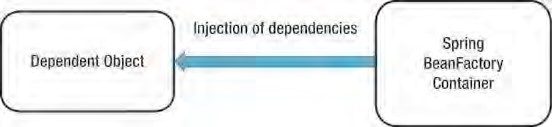 Injection of dependencies
Dependent Object
Spring
BeanFactory
Container